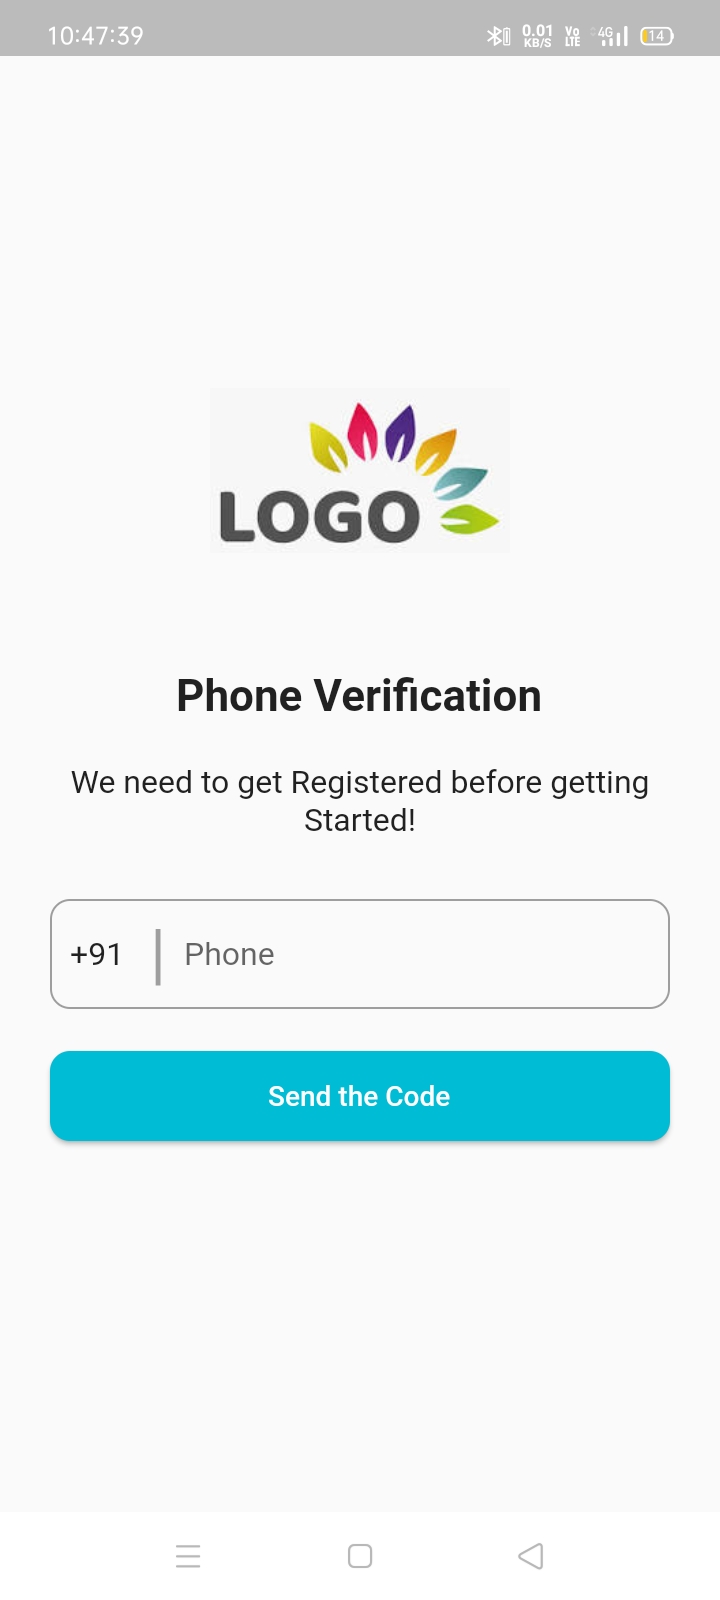 10:47:39
0.01
KB/S
Vo
LTE
4G
14
LOGO
Phone Verification
We need to get Registered before getting
Started!
+91
Phone
Send the Code